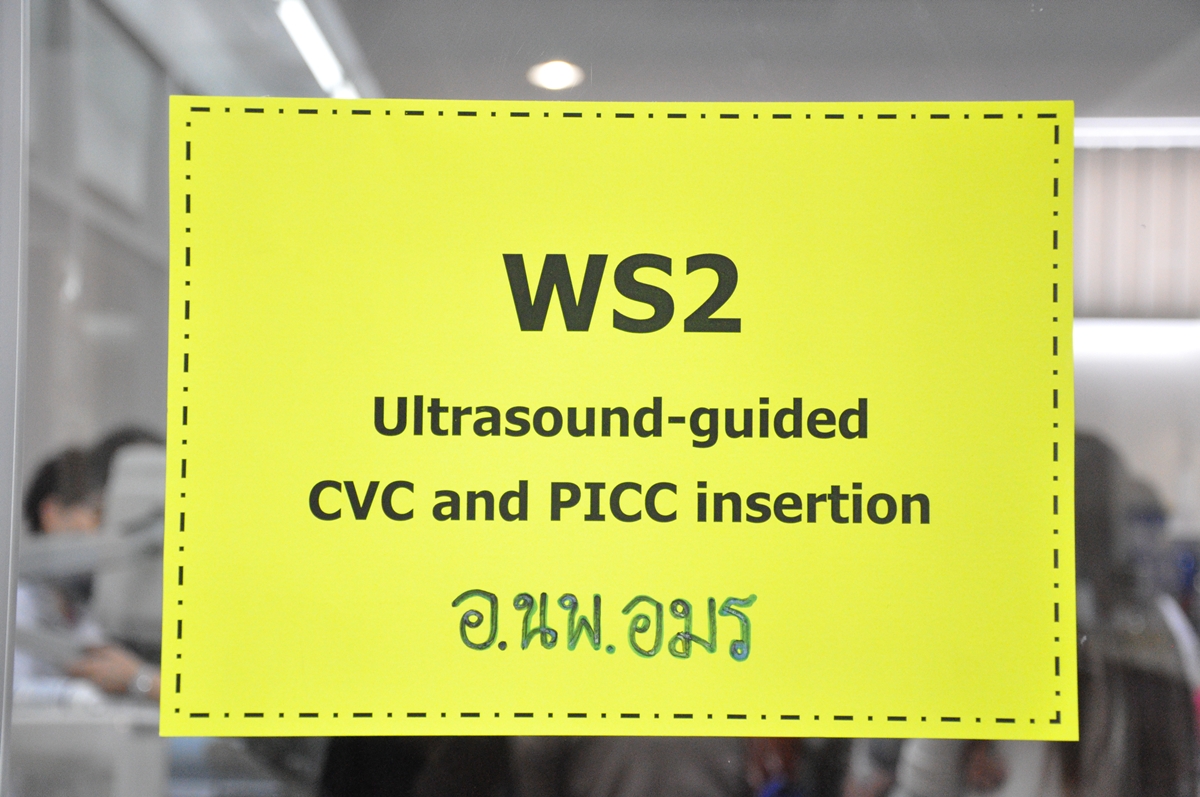 WS2
Ultrasound-guided
CVC and PICC insertion
อ.นพ.อมร